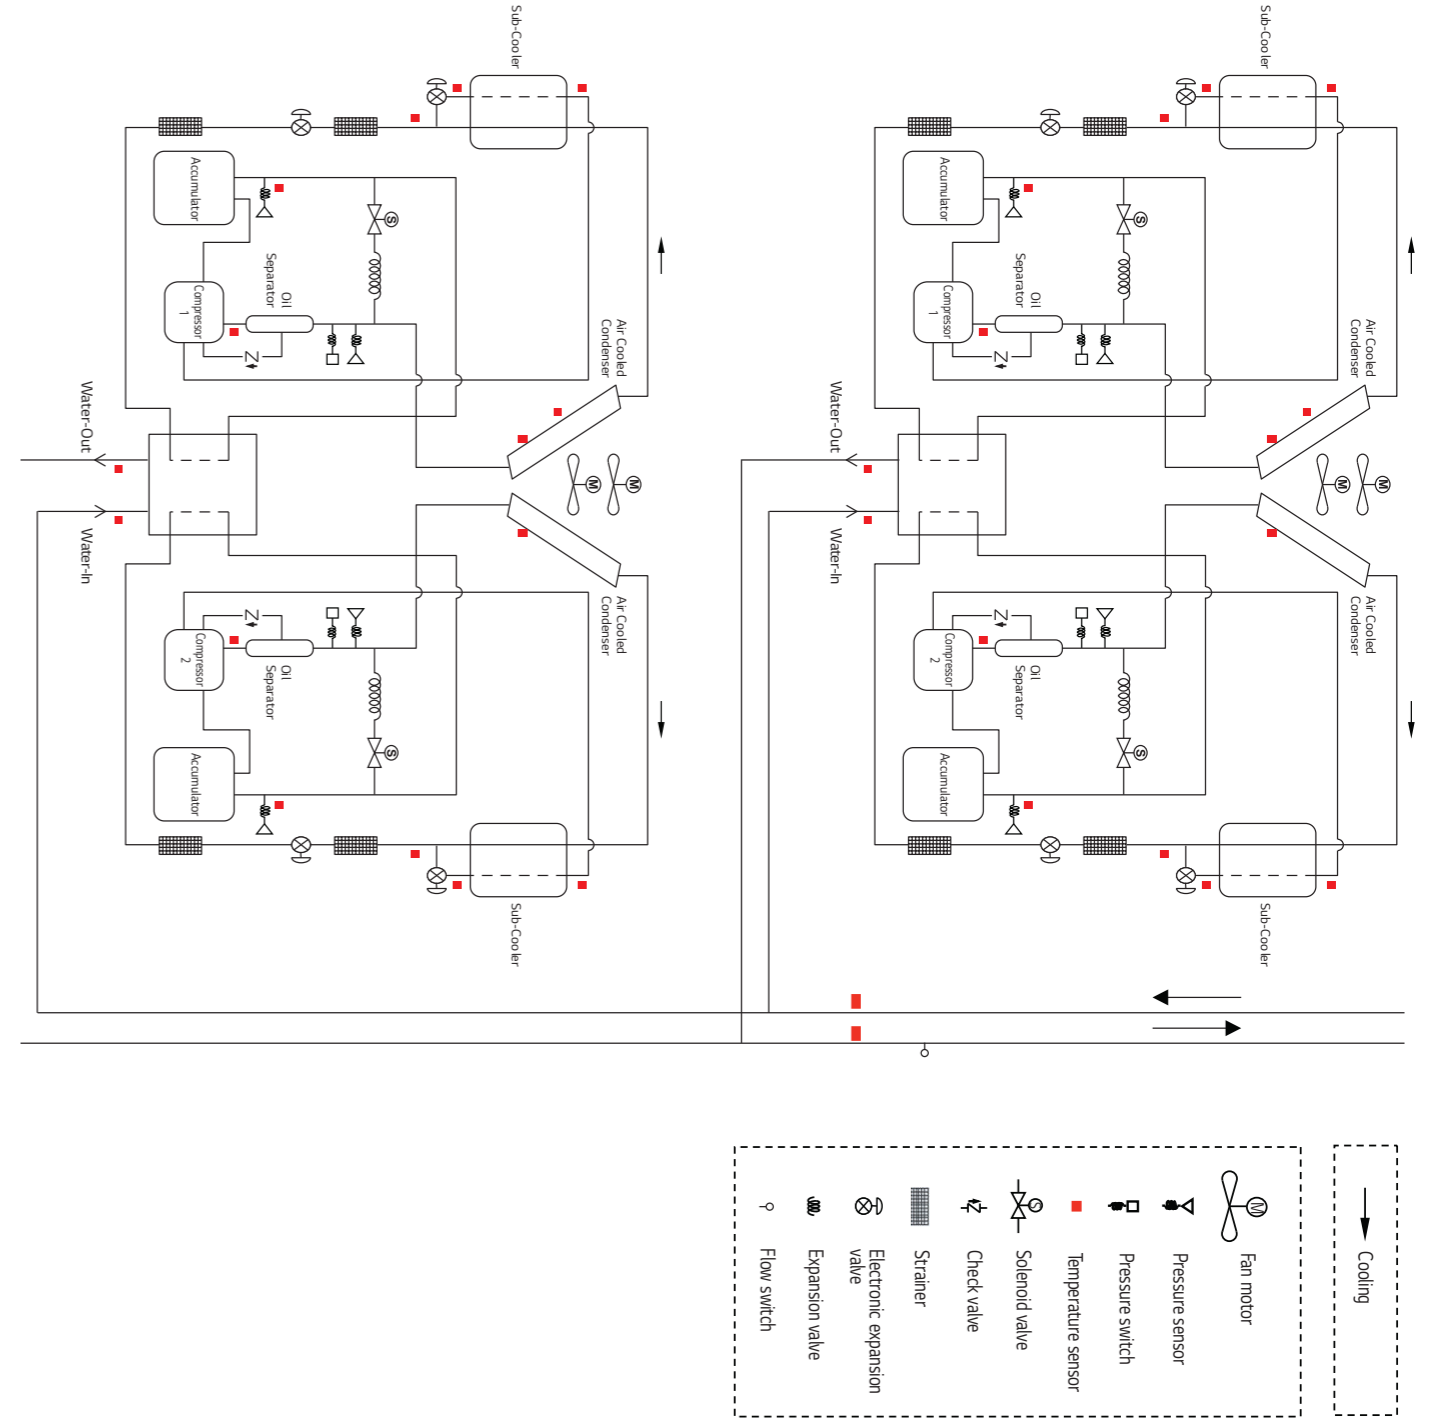 M
M
Air Cooled
Condenser
Air Cooled
Condenser
Sub-Cooler
Sub-Cooler
S
S
Oil
Separator
Oil
Separator
Accumulator
Compressor
1
Compressor
2
Accumulator
Water-Out
Water-In
M
M
Air Cooled
Condenser
Air Cooled
Condenser
Sub-Cooler
Sub-Cooler
S
S
Oil
Separator
Oil
Separator
Accumulator
Compressor
1
Compressor
2
Accumulator
Water-Out
Water-In
Cooling
M
Fan motor
Pressure sensor
Pressure switch
Temperature sensor
S
Solenoid valve
Check valve
Strainer
Electronic expansion
valve
Expansion valve
Flow switch